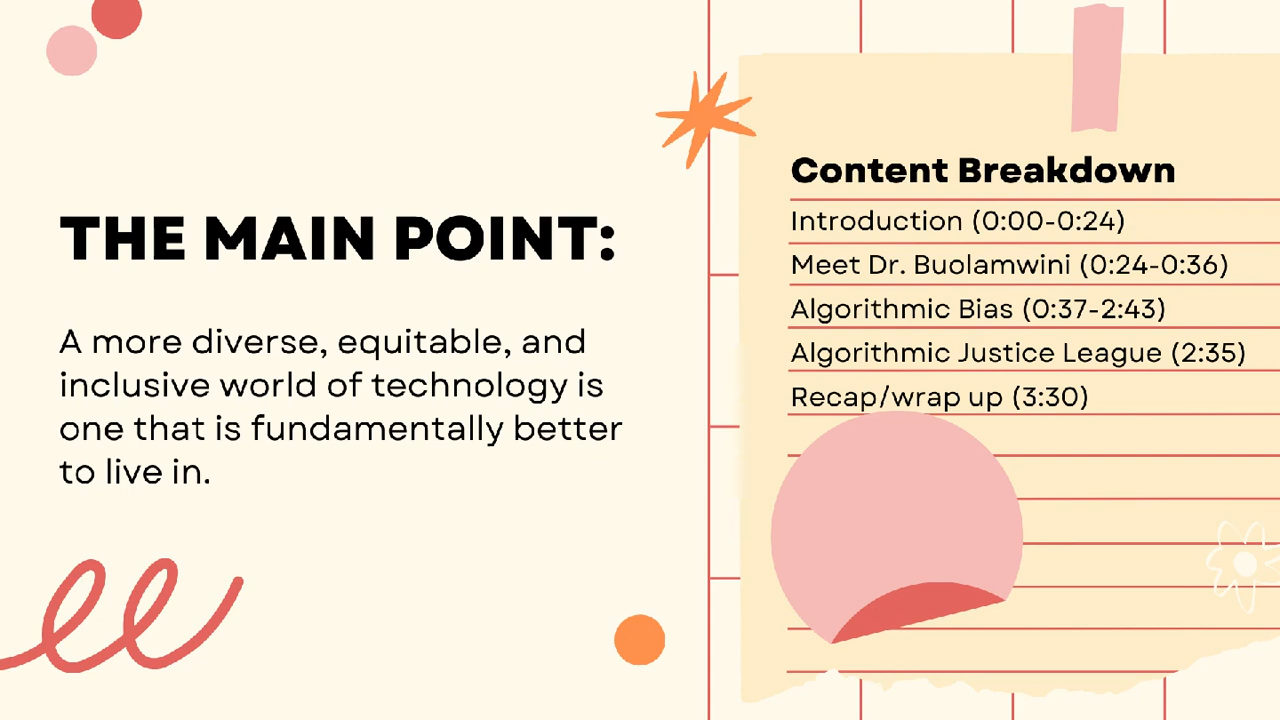 THE MAIN POINT:
A more diverse, equitable, and
inclusive world of technology is
one that is fundamentally better
to live in.
Content Breakdown
Introduction (0:00-0:24)
Meet Dr. Buolamwini (0:24-0:36)
Algorithmic Bias (0:37-2:43)
Algorithmic Justice League (2:35)
Recap/wrap up (3:30)